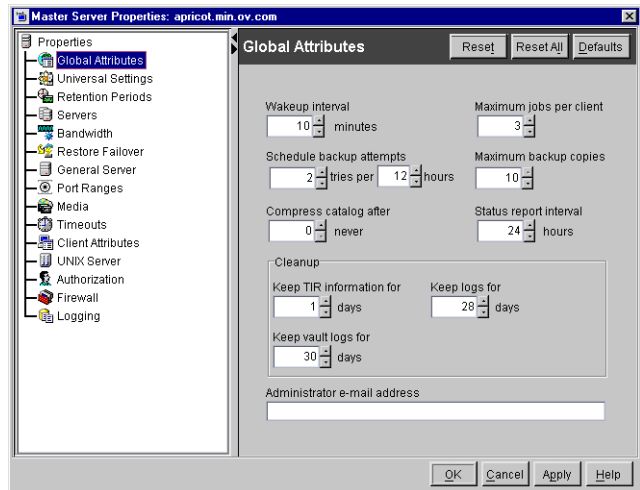 Master Server Properties: apricot.min.ov.com
Properties
Global Attributes
Universal Settings
Retention Periods
Servers
Bandwidth
Restore Failover
General Server
Port Ranges
Media
Timeouts
Client Attributes
UNIX Server
Authorization
Firewall
Logging
Global Attributes
Reset
Reset All
Defaults
Wakeup interval
10 minutes
Maximum jobs per client
3
Schedule backup attempts
2 tries per 12 hours
Maximum backup copies
10
Compress catalog after
0 never
Status report interval
24 hours
Cleanup
Keep TIR information for
1 days
Keep logs for
28 days
Keep vault logs for
30 days
Administrator e-mail address
OK
Cancel
Apply
Help